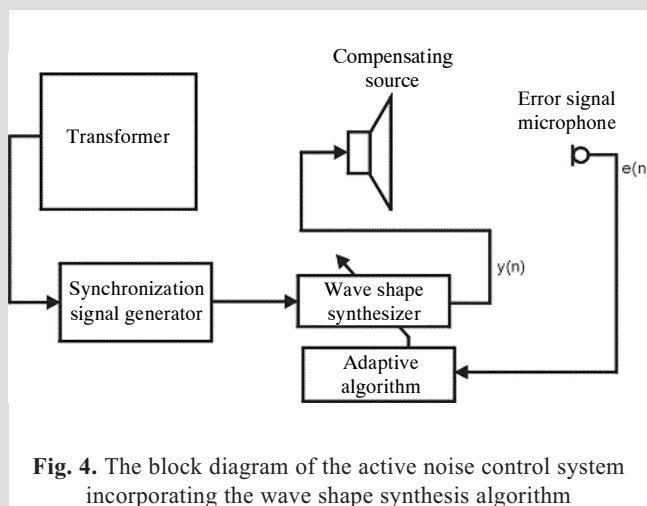 Compensating
source
Error signal
microphone
Transformer
e(n
y(n)
Synchronization
signal generator
Wave shape
synthesizer
Adaptive
algorithm
Fig. 4. The block diagram of the active noise control system
incorporating the wave shape synthesis algorithm